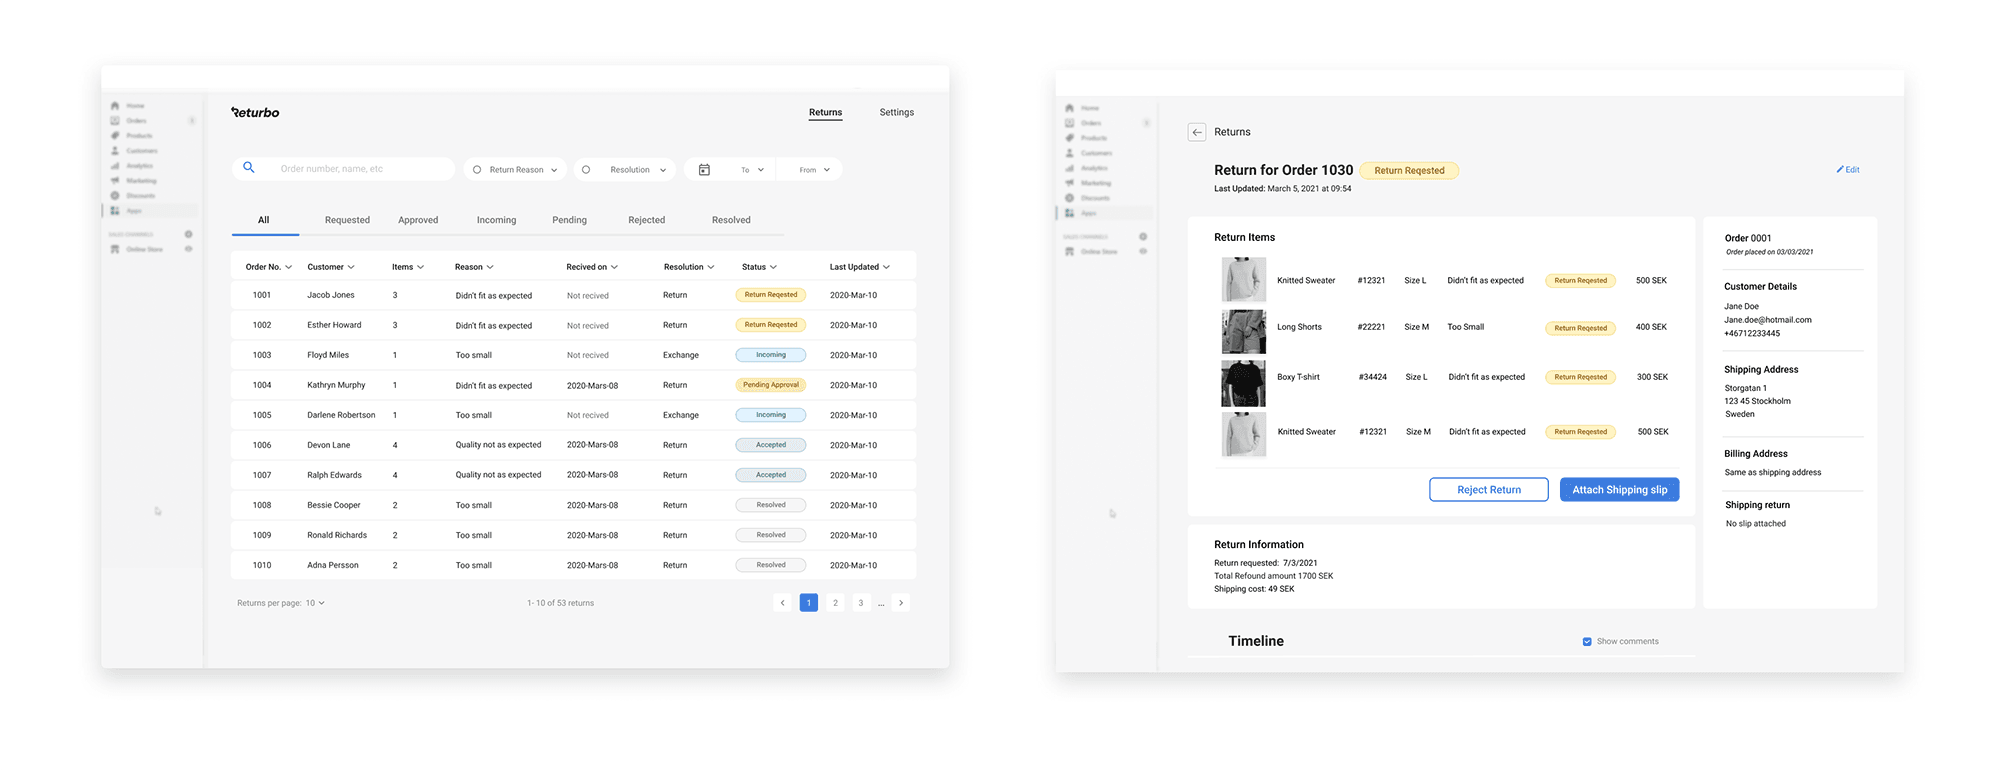 Home
Orders
Products
Customers
Analytics
Marketing
Discounts
Apps
SALES CHANNELS
Online Store
Returbo
Returns Settings
Order number, name, etc Return Reason Resolution To From
All Requested Approved Incoming Pending Rejected Resolved
Order No. Customer Items Reason Recived on Resolution Status Last Updated
1001 Jacob Jones 3 Didn't fit as expected Not recived Return Return Reqested 2020-Mar-10
1002 Esther Howard 3 Didn't fit as expected Not recived Return Return Reqested 2020-Mar-10
1003 Floyd Miles 1 Too small Not recived Exchange Incoming 2020-Mar-10
1004 Kathryn Murphy 1 Didn't fit as expected 2020-Mars-08 Return Pending Approval 2020-Mar-10
1005 Darlene Robertson 1 Too small Not recived Exchange Incoming 2020-Mar-10
1006 Devon Lane 4 Quality not as expected 2020-Mars-08 Return Accepted 2020-Mar-10
1007 Ralph Edwards 4 Quality not as expected 2020-Mars-08 Return Accepted 2020-Mar-10
1008 Bessie Cooper 2 Too small 2020-Mars-08 Return Resolved 2020-Mar-10
1009 Ronald Richards 2 Too small 2020-Mars-08 Return Resolved 2020-Mar-10
1010 Adna Persson 2 Too small 2020-Mars-08 Return Resolved 2020-Mar-10
Returns per page: 10 1- 10 of 53 returns 1 2 3 ...
Home
Orders
Products
Customers
Analytics
Marketing
Discounts
Apps
SALES CHANNELS
Online Store
Returns
Return for Order 1030 Return Reqested Edit
Last Updated: March 5, 2021 at 09:54
Return Items
Knitted Sweater #12321 Size L Didn't fit as expected Return Reqested 500 SEK
Long Shorts #22221 Size M Too Small Return Reqested 400 SEK
Boxy T-shirt #34424 Size L Didn't fit as expected Return Reqested 300 SEK
Knitted Sweater #12321 Size M Didn't fit as expected Return Reqested 500 SEK
Reject Return Attach Shipping slip
Return Information
Return requested: 7/3/2021
Total Refound amount 1700 SEK
Shipping cost: 49 SEK
Timeline Show comments
Order 0001
Order placed on 03/03/2021
Customer Details
Jane Doe
Jane.doe@hotmail.com
+46712233445
Shipping Address
Storgatan 1
123 45 Stockholm
Sweden
Billing Address
Same as shipping address
Shipping return
No slip attached